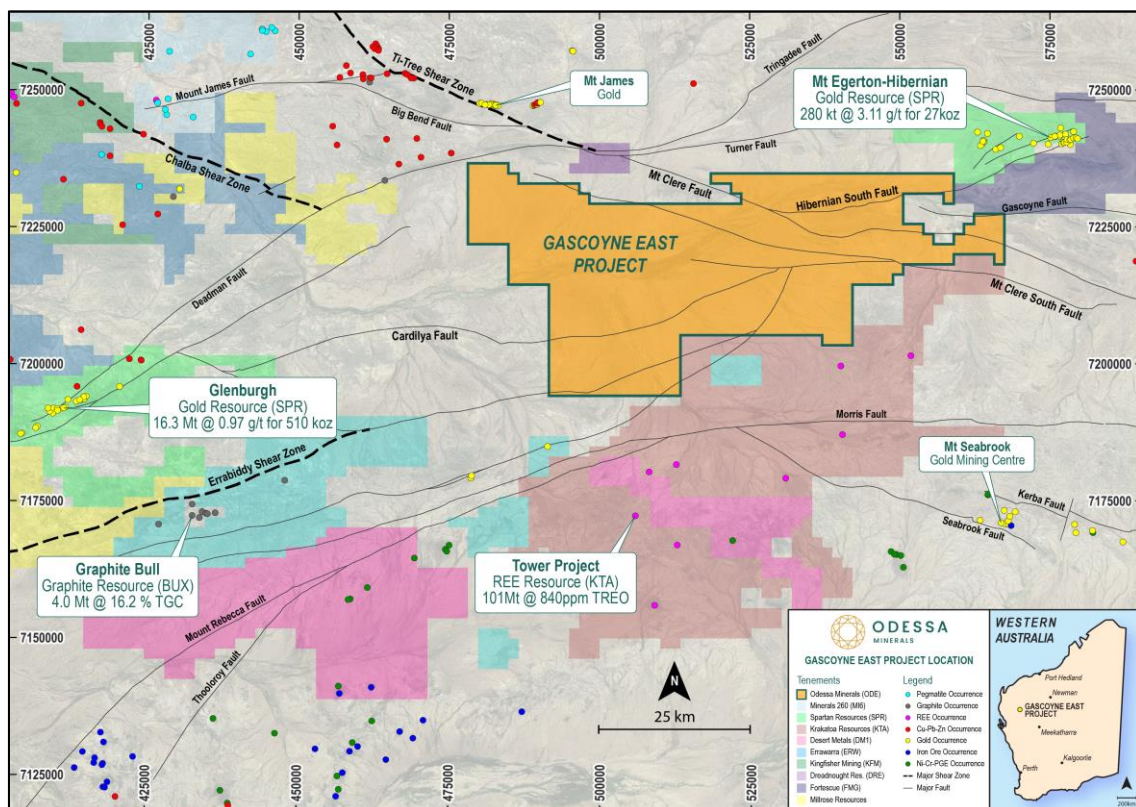 425000
450000
475000
500000
525000
550000
575000
7250000
7250000
7225000
7225000
7200000
7200000
7175000
7175000
7150000
7125000
425000
450000
475000
500000
Ti-Tree Shear Zone
Mount James Fault
Big Bend Fault
Chalba Shear Zone
Mt James
Gold
Tringadee Fault
Turner Fault
Mt Clere Fault
Mt Egerton-Hibernian
Gold Resource (SPR)
280 kt @ 3.11 g/t for 27koz
Hibernian South Fault
Gascoyne Fault
Mt Clere South Fault
GASCOYNE EAST
PROJECT
Deadman Fault
Cardilya Fault
Glenburgh
Gold Resource (SPR)
16.3 Mt @ 0.97 g/t for 510 koz
Errabiddy Shear Zone
Morris Fault
Mt Seabrook
Gold Mining Centre
Kerba Fault
Seabrook Fault
Graphite Bull
Graphite Resource (BUX)
4.0 Mt @ 16.2 % TGC
Tower Project
REE Resource (KTA)
101Mt @ 840ppm TREO
Mount Rebecca Fault
Thooloroy Fault
N
25 km
ODESSA
MINERALS
GASCOYNE EAST PROJECT LOCATION
Tenements
Odessa Minerals (ODE)
Minerals 260 (MI6)
Spartan Resources (SPR)
Krakatoa Resources (KTA)
Desert Metals (DM1)
Errawarra (ERW)
Kingfisher Mining (KFM)
Dreadnought Res. (DRE)
Fortescue (FMG)
Millrose Resources
Legend
Pegmatite Occurrence
Graphite Occurrence
REE Occurrence
Cu-Pb-Zn Occurrence
Gold Occurrence
Iron Ore Occurrence
Ni-Cr-PGE Occurrence
Major Shear Zone
Major Fault
WESTERN
AUSTRALIA
Port Hedland
Newman
GASCOYNE EAST
PROJECT
Meekatharra
Kalgoorlie
Perth
200km